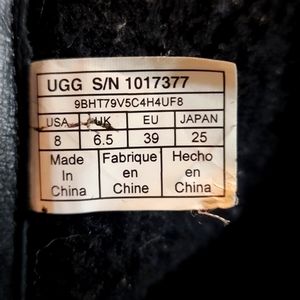 UGG S/N 1017377
9BHT79V5C4H4UF8
USA UK EU JAPAN
8 6.5 39 25
Made Fabrique Hecho
In en en
China Chine China